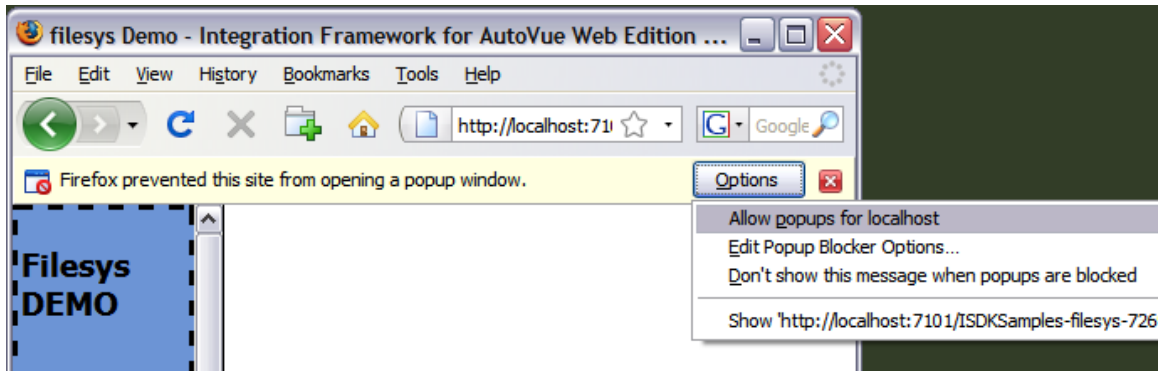 filesys Demo - Integration Framework for AutoVue Web Edition ...
File Edit View History Bookmarks Tools Help
http://localhost:710 G Google
Firefox prevented this site from opening a popup window. Options
Allow popups for localhost
Edit Popup Blocker Options...
Don't show this message when popups are blocked
Show 'http://localhost:7101/ISDKSamples-filesys-726
Filesys
DEMO